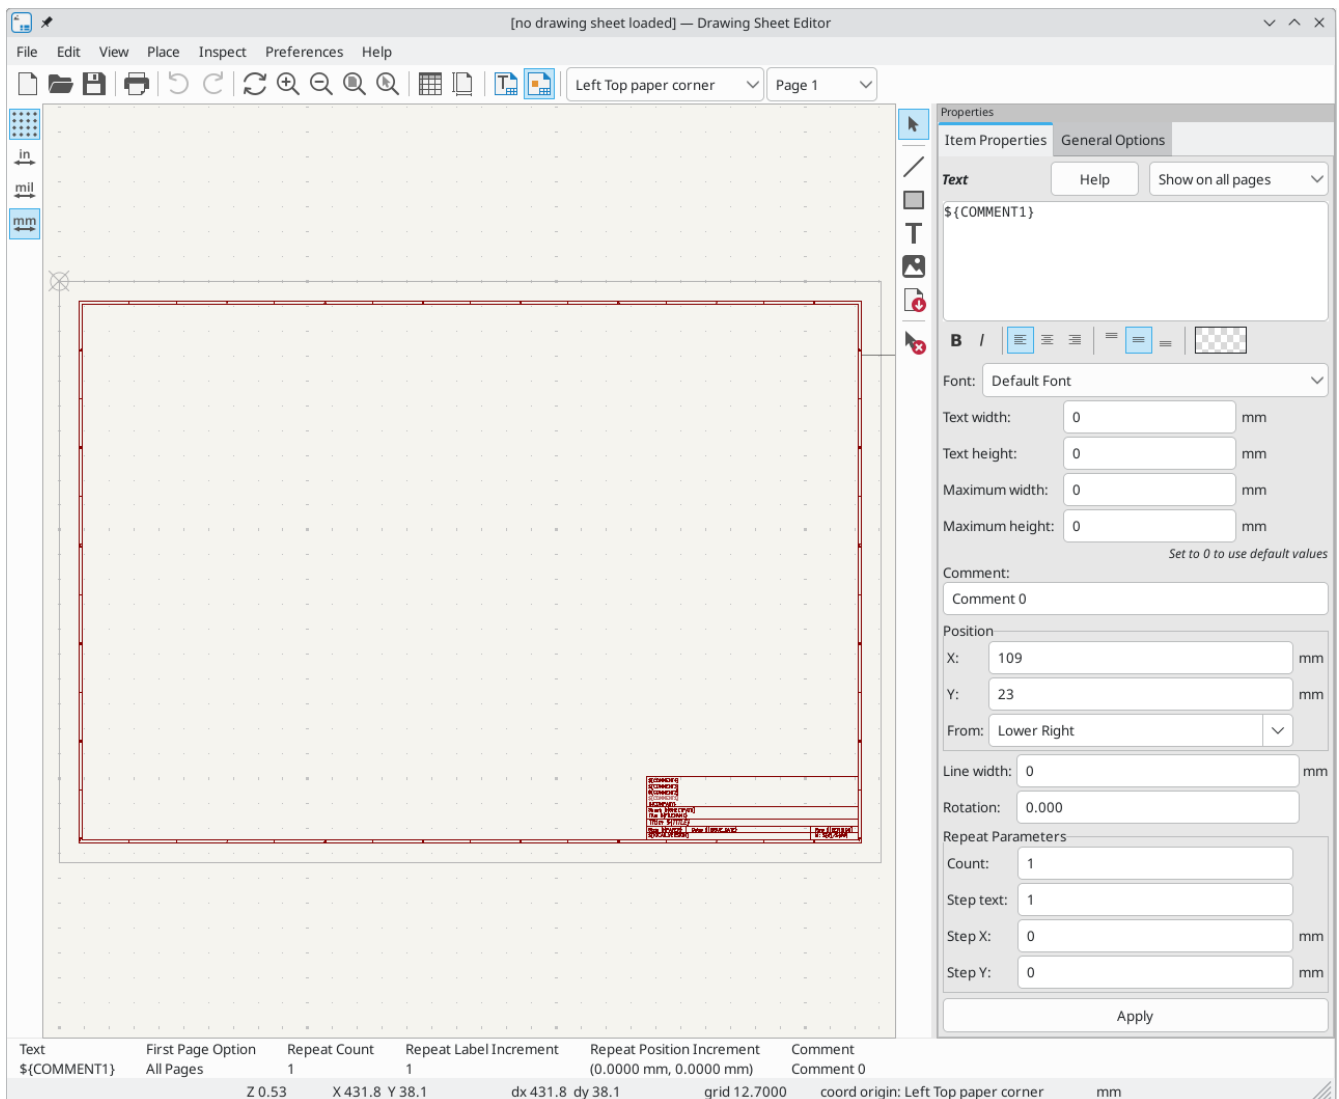 [no drawing sheet loaded] — Drawing Sheet Editor
File Edit View Place Inspect Preferences Help
Left Top paper corner Page 1
in
mil
mm
Properties
Item Properties General Options
Text Help Show on all pages
${COMMENT1}
B I
Font: Default Font
Text width: 0 mm
Text height: 0 mm
Maximum width: 0 mm
Maximum height: 0 mm
Set to 0 to use default values
Comment:
Comment 0
Position
X: 109 mm
Y: 23 mm
From: Lower Right
Line width: 0 mm
Rotation: 0.000
Repeat Parameters
Count: 1
Step text: 1
Step X: 0 mm
Step Y: 0 mm
Apply
Text First Page Option Repeat Count Repeat Label Increment Repeat Position Increment Comment
${COMMENT1} All Pages 1 1 (0.0000 mm, 0.0000 mm) Comment 0
Z 0.53 X 431.8 Y 38.1 dx 431.8 dy 38.1 grid 12.7000 coord origin: Left Top paper corner mm